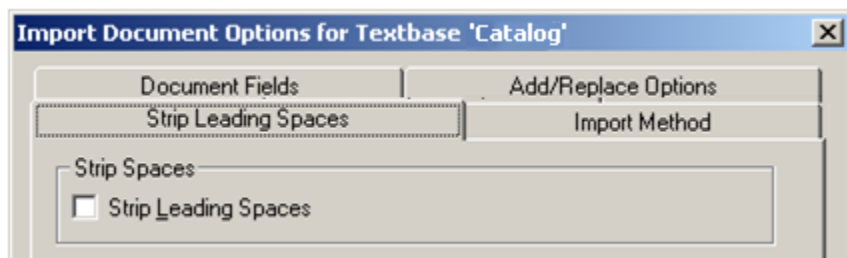 Import Document Options for Textbase 'Catalog'
Document Fields Add/Replace Options
Strip Leading Spaces Import Method
Strip Spaces
Strip Leading Spaces